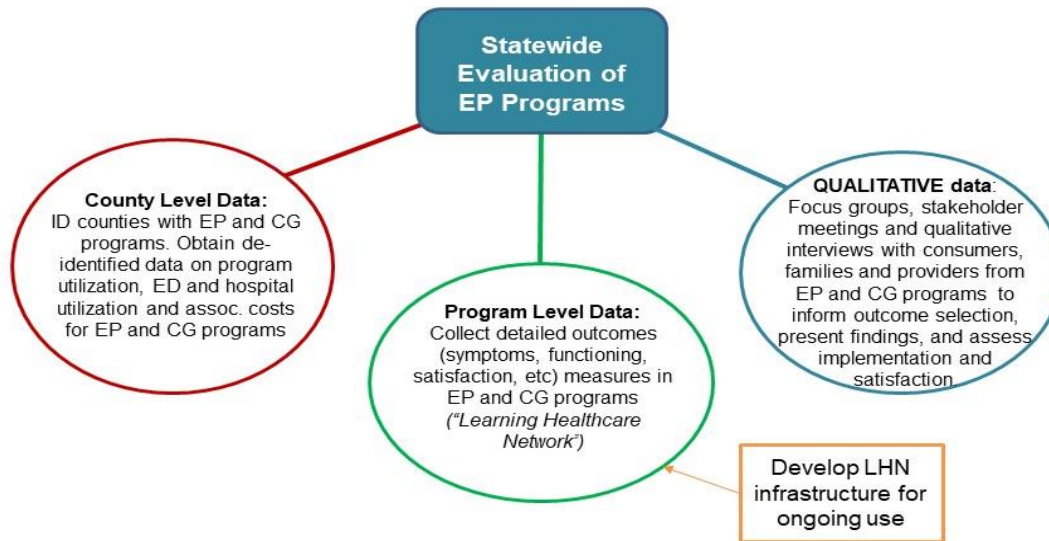 Statewide
Evaluation of
EP Programs
County Level Data:
ID counties with EP and CG
programs. Obtain de-
identified data on program
utilization, ED and hospital
utilization and assoc. costs
for EP and CG programs
Program Level Data:
Collect detailed outcomes
(symptoms, functioning,
satisfaction, etc) measures in
EP and CG programs
("Learning Healthcare
Network")
QUALITATIVE data:
Focus groups, stakeholder
meetings and qualitative
interviews with consumers,
families and providers from
EP and CG programs to
inform outcome selection,
present findings, and assess
implementation and
satisfaction.
Develop LHN
infrastructure for
ongoing use